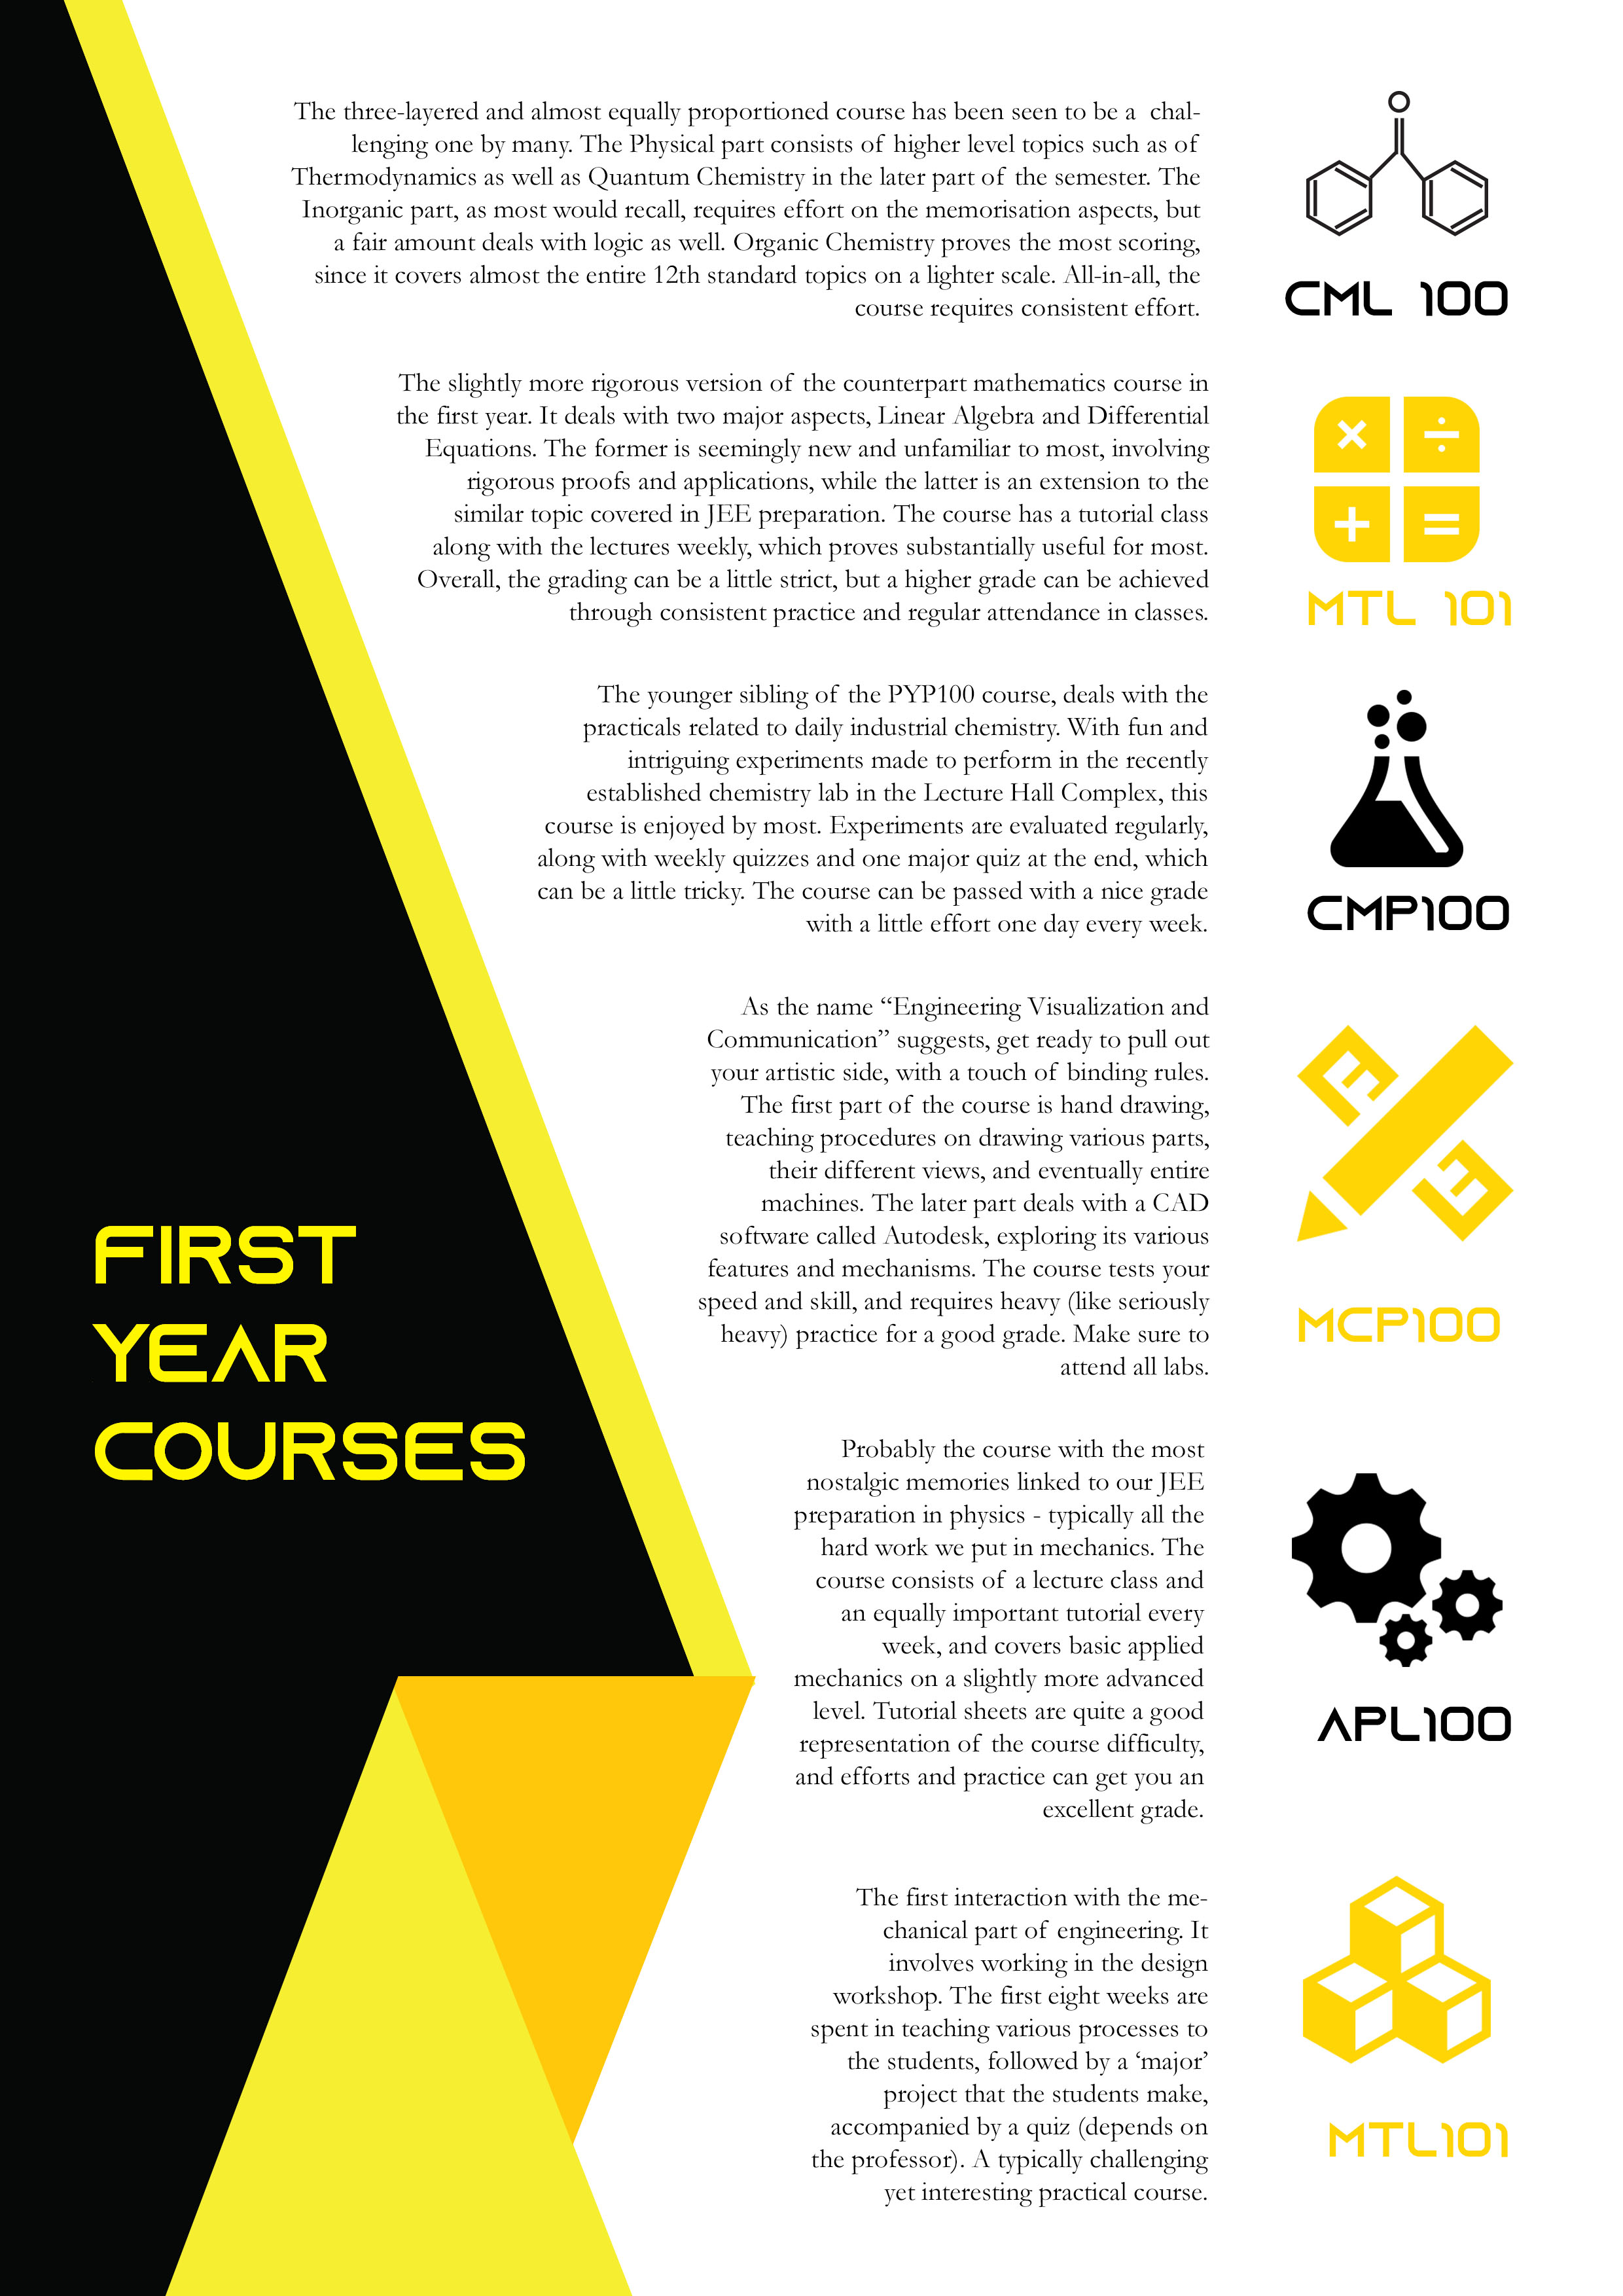 The three-layered and almost equally proportioned course has been seen to be a chal-
lenging one by many. The Physical part consists of higher level topics such as of
Thermodynamics as well as Quantum Chemistry in the later part of the semester. The
Inorganic part, as most would recall, requires effort on the memorisation aspects, but
a fair amount deals with logic as well. Organic Chemistry proves the most scoring,
since it covers almost the entire 12th standard topics on a lighter scale. All-in-all, the
course requires consistent effort.
O
CML 100
The slightly more rigorous version of the counterpart mathematics course in
the first year. It deals with two major aspects, Linear Algebra and Differential
Equations. The former is seemingly new and unfamiliar to most, involving
rigorous proofs and applications, while the latter is an extension to the
similar topic covered in JEE preparation. The course has a tutorial class
along with the lectures weekly, which proves substantially useful for most.
Overall, the grading can be a little strict, but a higher grade can be achieved
through consistent practice and regular attendance in classes.
× ÷
+ =
MTL 101
The younger sibling of the PYP100 course, deals with the
practicals related to daily industrial chemistry. With fun and
intriguing experiments made to perform in the recently
established chemistry lab in the Lecture Hall Complex, this
course is enjoyed by most. Experiments are evaluated regularly,
along with weekly quizzes and one major quiz at the end, which
can be a little tricky. The course can be passed with a nice grade
with a little effort one day every week.
CMP100
As the name “Engineering Visualization and
Communication” suggests, get ready to pull out
your artistic side, with a touch of binding rules.
The first part of the course is hand drawing,
teaching procedures on drawing various parts,
their different views, and eventually entire
machines. The later part deals with a CAD
software called Autodesk, exploring its various
features and mechanisms. The course tests your
speed and skill, and requires heavy (like seriously
heavy) practice for a good grade. Make sure to
attend all labs.
MCP100
FIRST
YEAR
COURSES
Probably the course with the most
nostalgic memories linked to our JEE
preparation in physics - typically all the
hard work we put in mechanics. The
course consists of a lecture class and
an equally important tutorial every
week, and covers basic applied
mechanics on a slightly more advanced
level. Tutorial sheets are quite a good
representation of the course difficulty,
and efforts and practice can get you an
excellent grade.
APL100
The first interaction with the me-
chanical part of engineering. It
involves working in the design
workshop. The first eight weeks are
spent in teaching various processes to
the students, followed by a ‘major’
project that the students make,
accompanied by a quiz (depends on
the professor). A typically challenging
yet interesting practical course.
MTL101